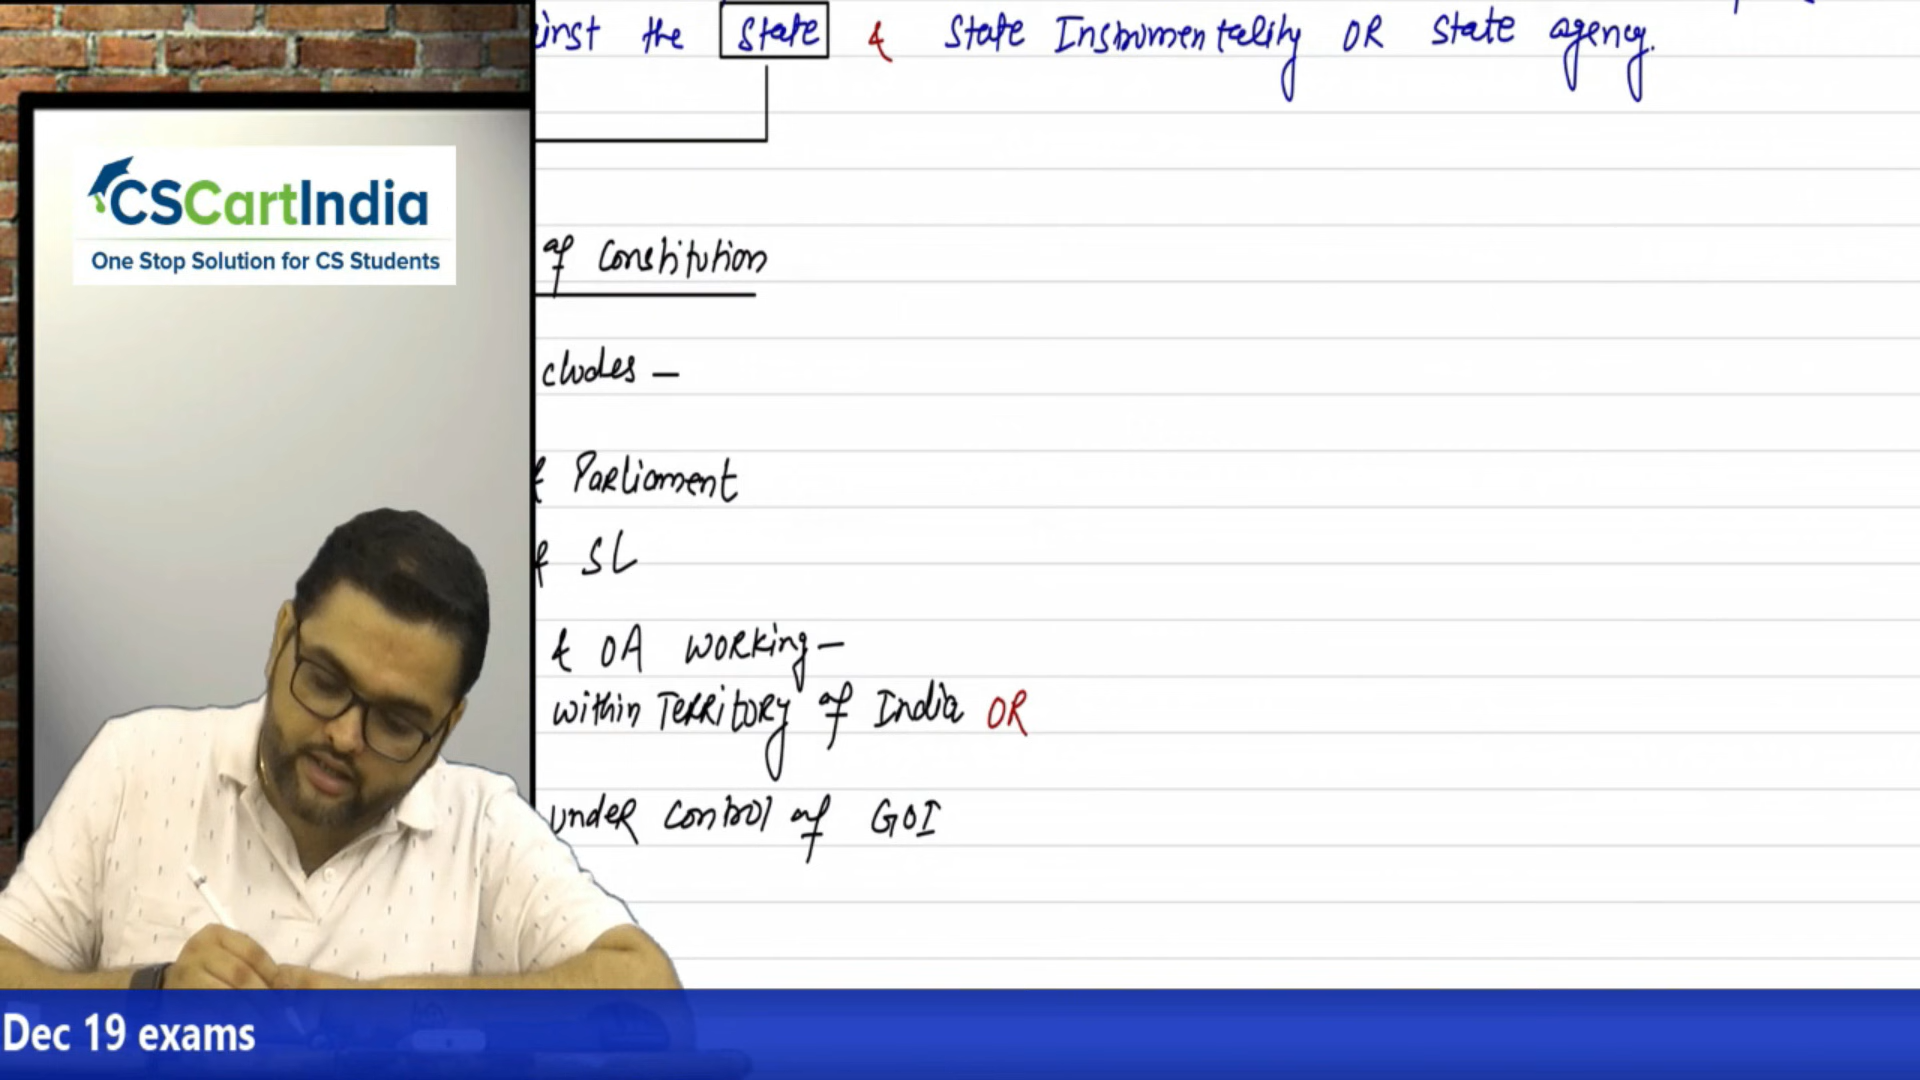 inst the State & State Instrumentality OR State agency.
CSCartIndia
One Stop Solution for CS Students
of Constitution
cludes –
& Parliament
& SL
& OA working –
within Territory of India OR
under control of GOI
Dec 19 exams